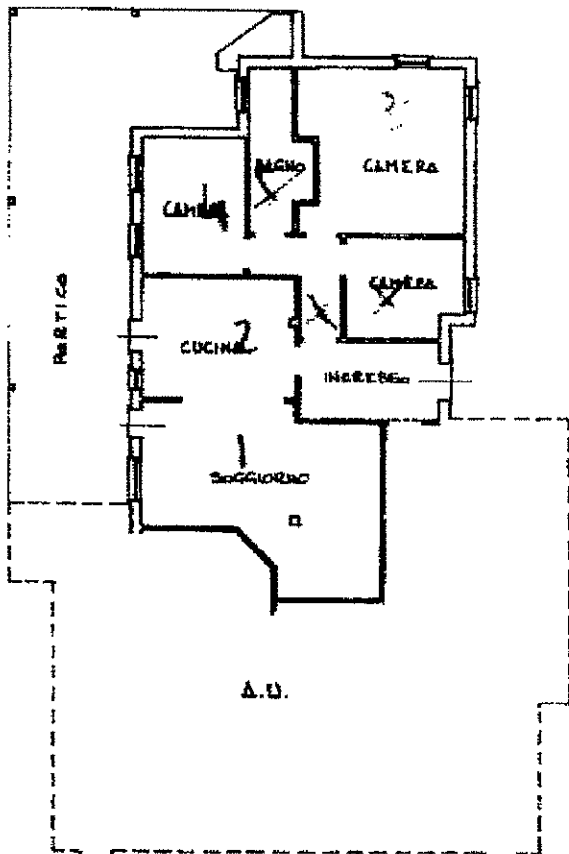 BAGNO
CAMERA
CAMERA
CAMERA
PORTICO
CUCINA
INGRESSO
SOGGIORNO
A.U.